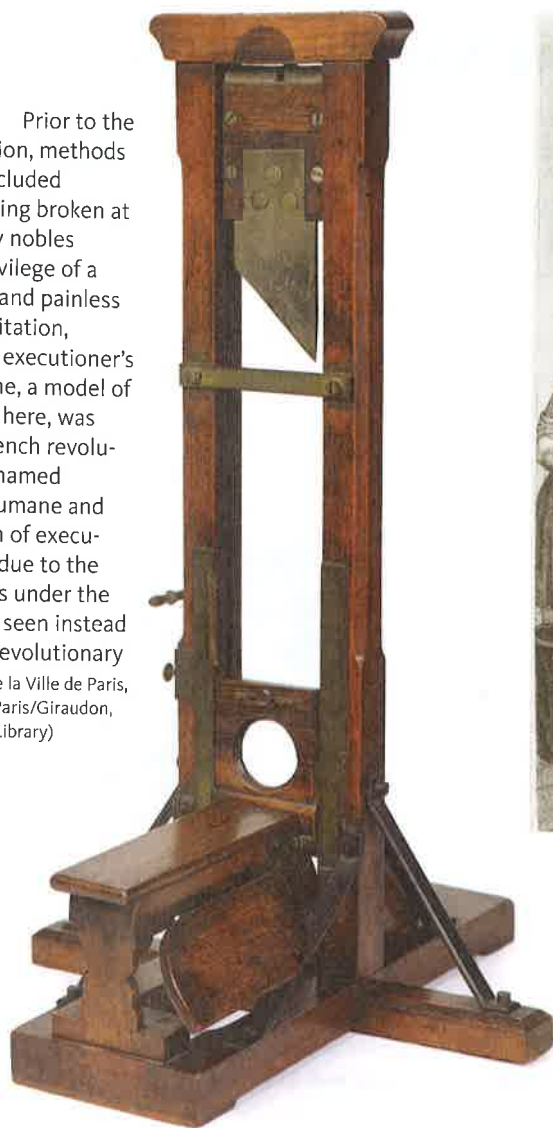 Prior to the
ion, methods
cluded
ing broken at
y nobles
vilege of a
and painless
itation,
executioner's
ne, a model of
here, was
ench revolu-
named
umane and
n of execu-
due to the
s under the
seen instead
evolutionary
e la Ville de Paris,
Paris/Giraudon,
Library)